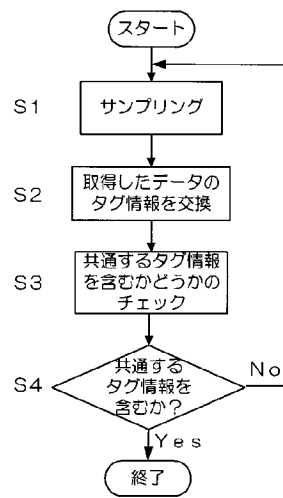 スタート
S1
サンプリング
S2
取得したデータの
タグ情報を交換
S3
共通するタグ情報
を含むかどうかの
チェック
S4
共通する
タグ情報を
含むか？
No
Yes
終了